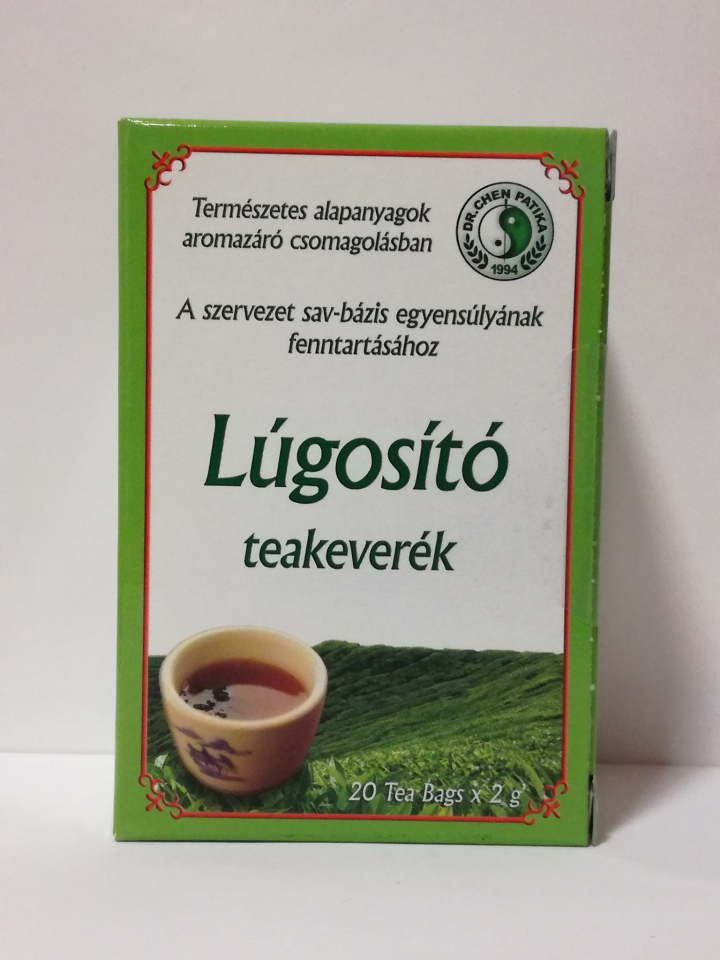 Természetes alapanyagok
aromazáró csomagolásban
DR. CHEN PATIKA
1994
A szervezet sav-bázis egyensúlyának
fenntartásához
Lúgosító
teakeverék
20 Tea Bags x 2 g